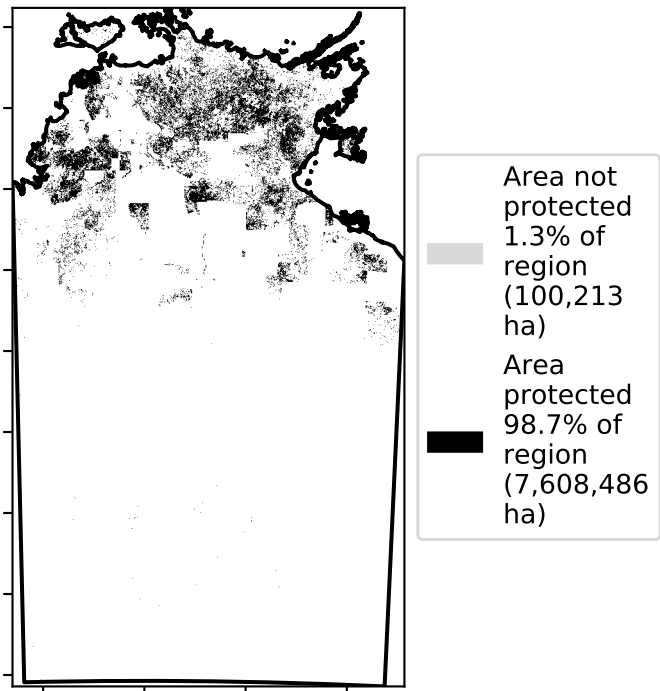 Area not
protected
1.3% of
region
(100,213
ha)
Area
protected
98.7% of
region
(7,608,486
ha)